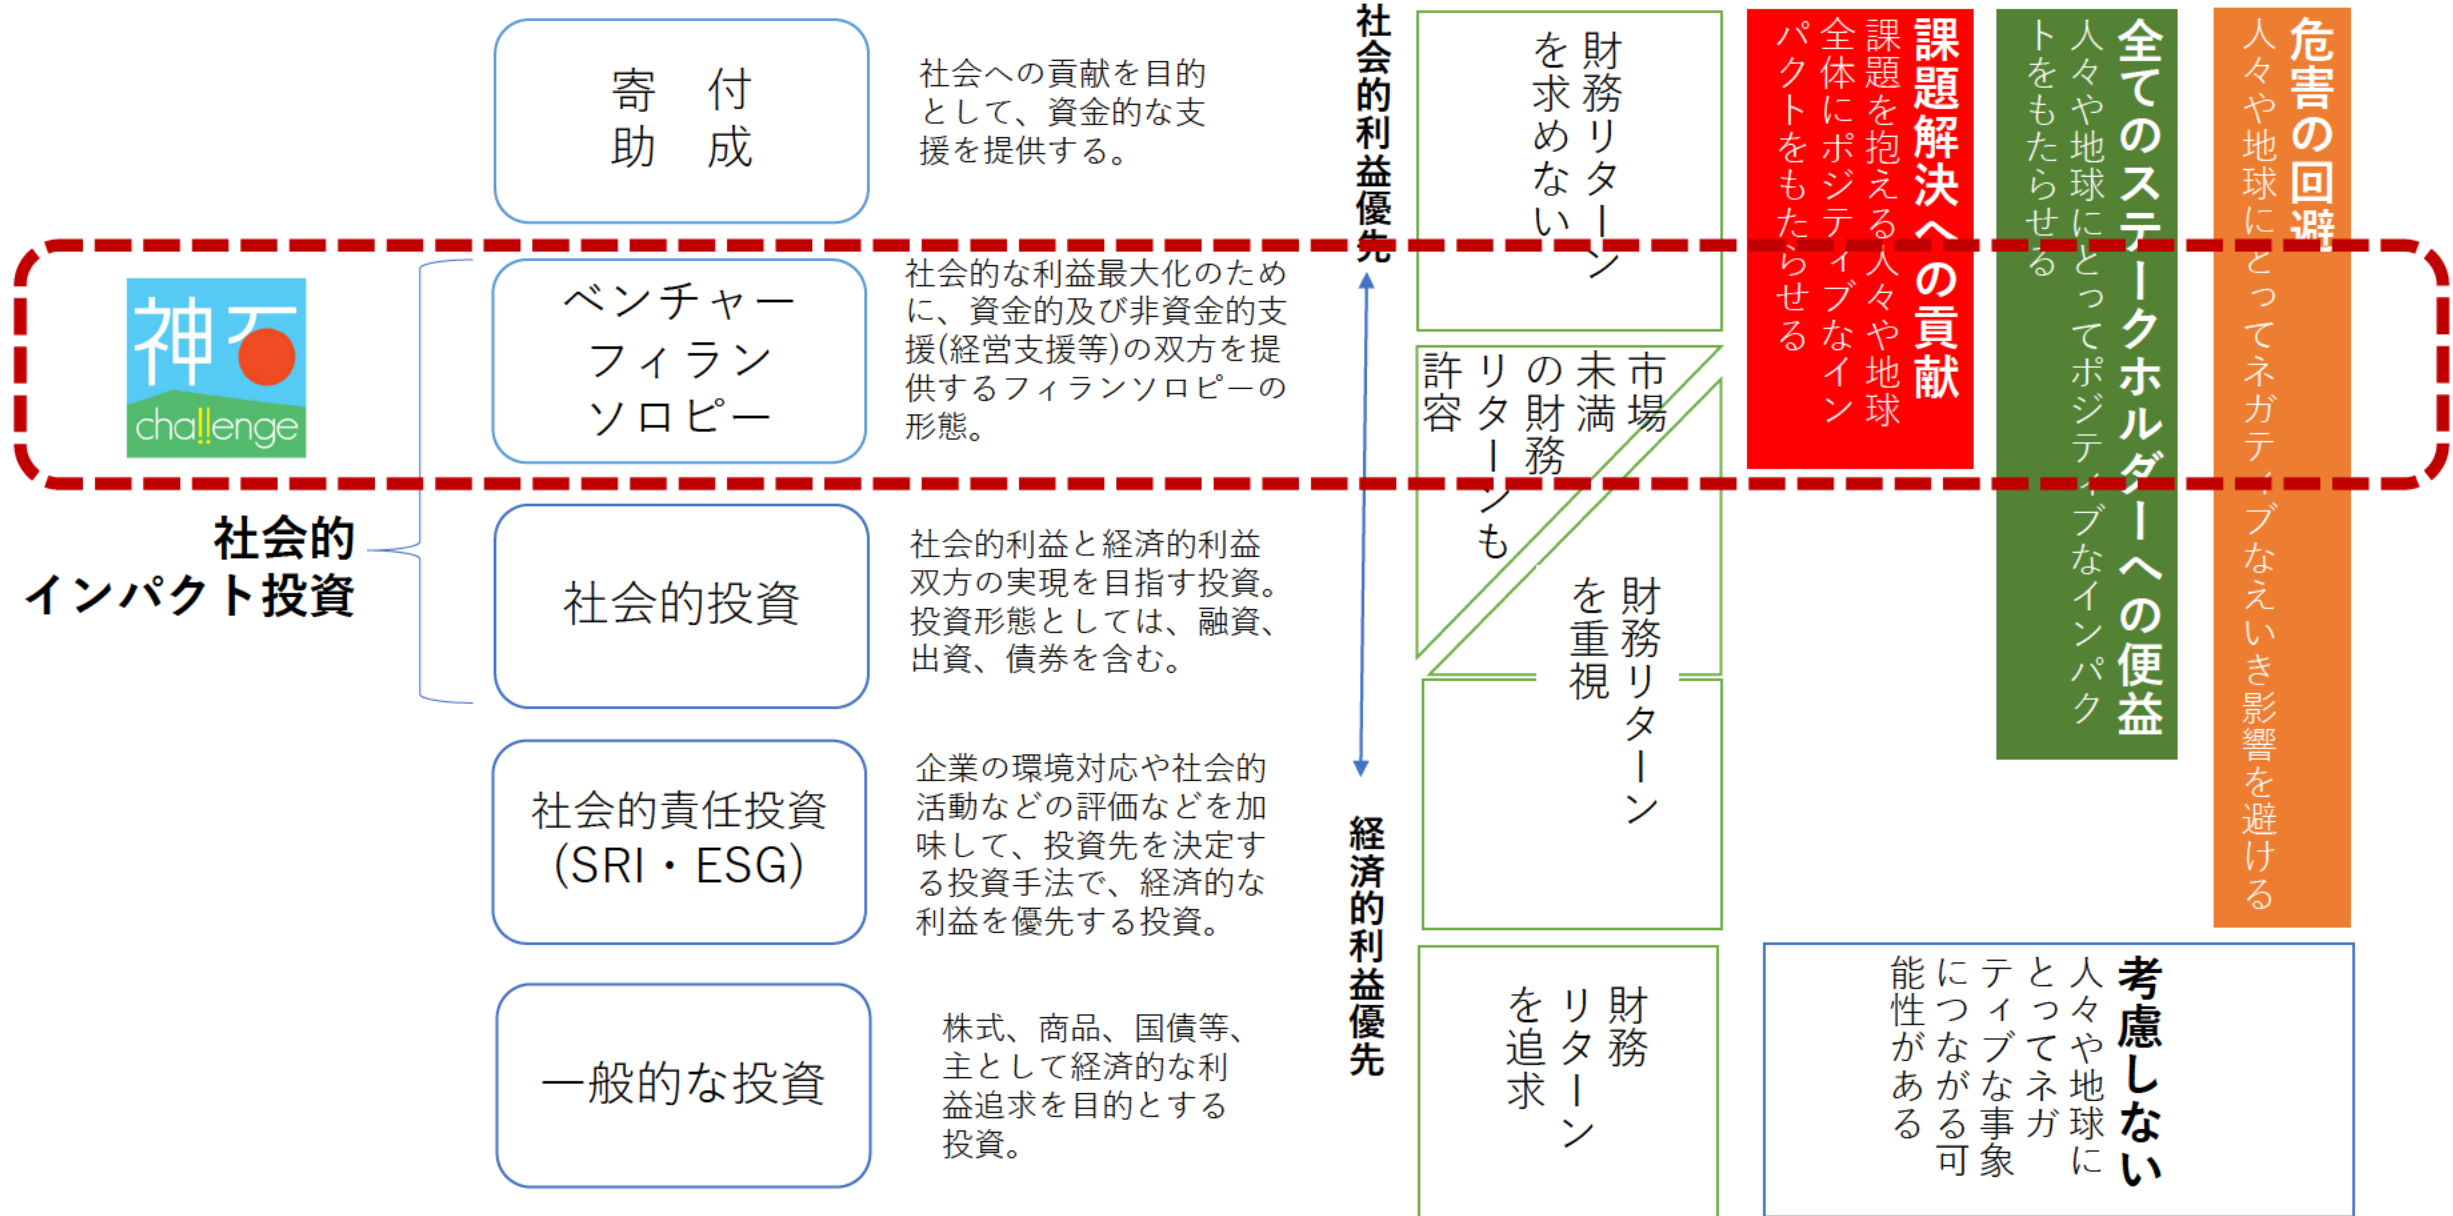 寄　付
助　成
社会への貢献を目的
として、資金的な支
援を提供する。
神石
cha!!enge
ベンチャー
フィラン
ソロピー
社会的な利益最大化のため
に、資金的及び非資金的支
援(経営支援等)の双方を提
供するフィランソロピーの
形態。
社会的
インパクト投資
社会的投資
社会的利益と経済的利益
双方の実現を目指す投資。
投資形態としては、融資、
出資、債券を含む。
社会的責任投資
(SRI・ESG)
企業の環境対応や社会的
活動などの評価などを加
味して、投資先を決定す
る投資手法で、経済的な
利益を優先する投資。
一般的な投資
株式、商品、国債等、
主として経済的な利
益追求を目的とする
投資。
社会的利益優先
経済的利益優先
財務リターン
を求めない
市場
未満
の財務
リターンも
許容
財務リターン
を重視
財務
リターン
を追求
課題解決への貢献
課題を抱える人々や地球
全体にポジティブなイン
パクトをもたらせる
全てのステークホルダーへの便益
人々や地球にとってポジティブなインパク
トをもたらせる
危害の回避
人々や地球にとってネガティブなえいき影響を避ける
考慮しない
人々や地球に
とってネガ
ティブな事象
につながる可
能性がある